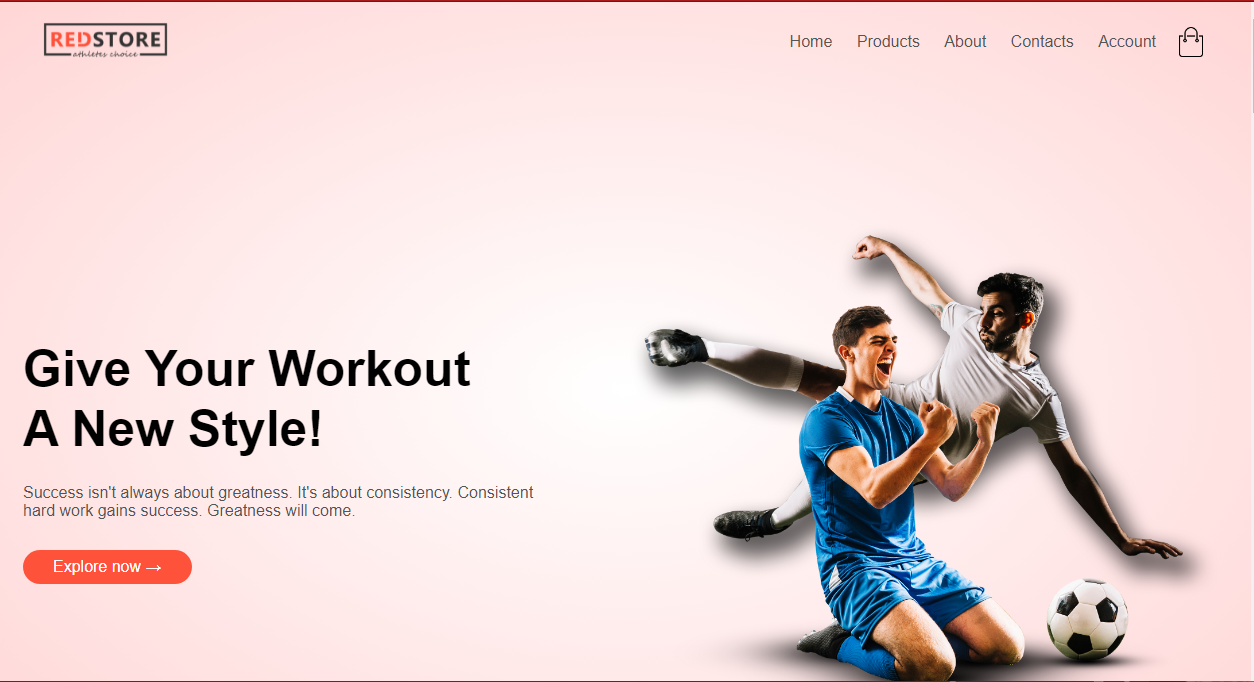 REDSTORE
athletes choice
Home Products About Contacts Account
Give Your Workout
A New Style!
Success isn't always about greatness. It's about consistency. Consistent
hard work gains success. Greatness will come.
Explore now →